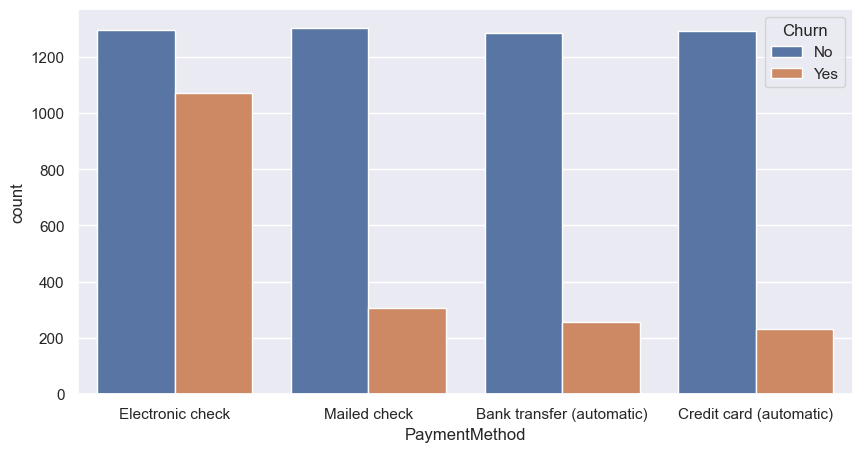 Churn
No
Yes
1200
1000
800
600
400
200
0
count
Electronic check
Mailed check
Bank transfer (automatic)
Credit card (automatic)
PaymentMethod